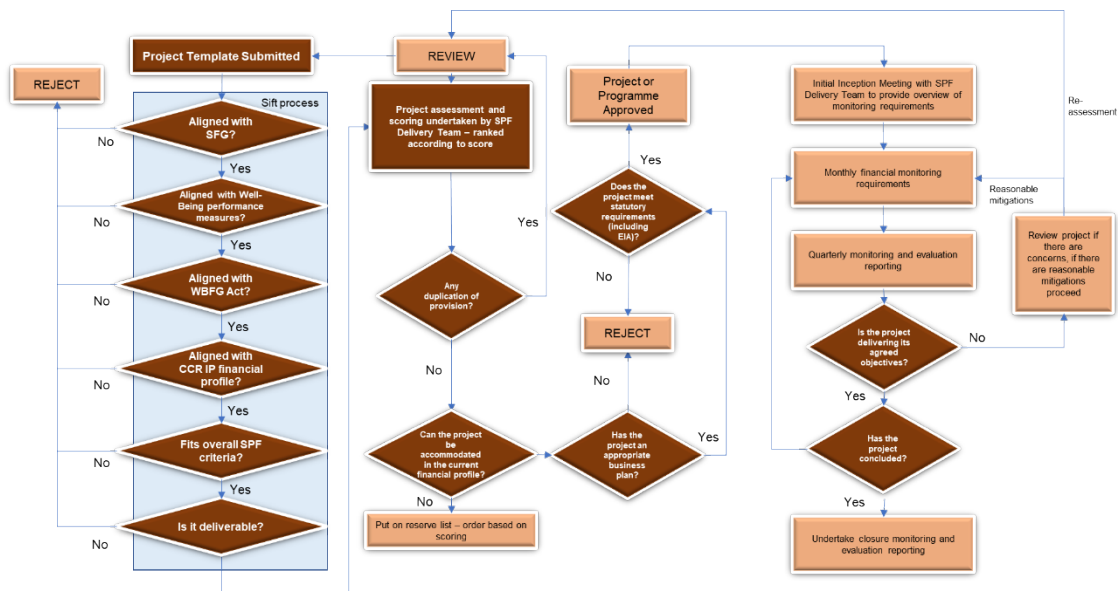 Project Template Submitted
REJECT
Sift process
Aligned with
SFG?
No
Yes
Aligned with Well-
Being performance
measures?
No
Yes
Aligned with
WBFG Act?
No
Yes
Aligned with
CCR IP financial
profile?
No
Yes
Fits overall SPF
criteria?
No
Yes
Is it deliverable?
No
REVIEW
Project assessment and
scoring undertaken by SPF
Delivery Team – ranked
according to score
Yes
Any
duplication of
provision?
No
Can the project
be
accommodated
in the current
financial profile?
No
Put on reserve list – order based on
scoring
Project or
Programme
Approved
Yes
Does the
project meet
statutory
requirements
(including
EIA)?
No
REJECT
No
Has the
project an
appropriate
business
plan?
Yes
Initial Inception Meeting with SPF
Delivery Team to provide overview of
monitoring requirements
Re-
assessment
Monthly financial monitoring
requirements
Reasonable
mitigations
Quarterly monitoring and evaluation
reporting
Review project if
there are
concerns, if there
are reasonable
mitigations
proceed
Is the project
delivering its
agreed
objectives?
No
Yes
Has the
project
concluded?
Yes
Undertake closure monitoring and
evaluation reporting